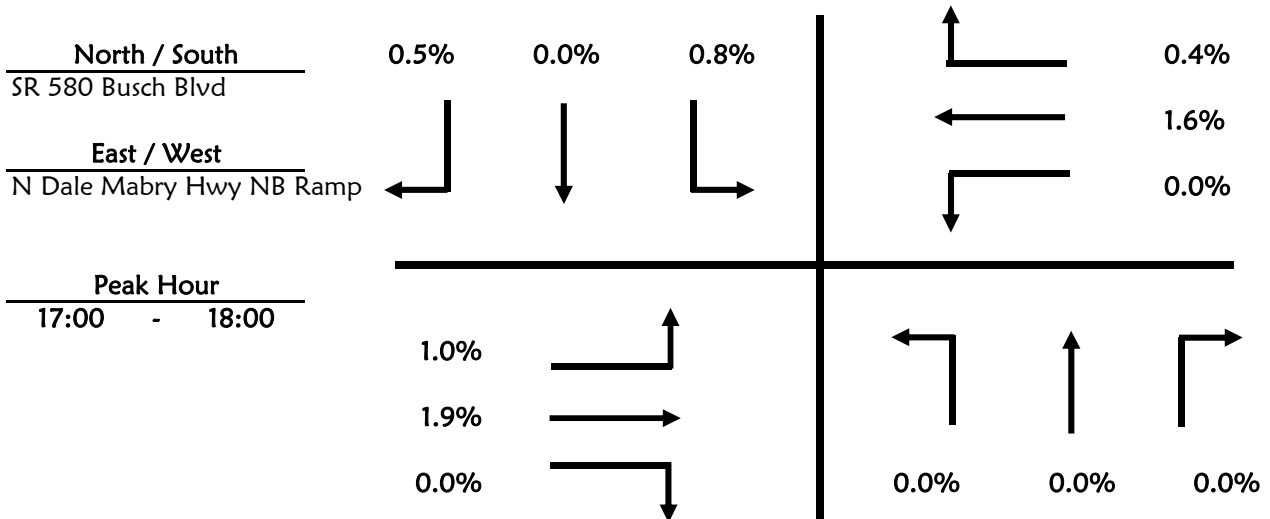 North / South
SR 580 Busch Blvd
East / West
N Dale Mabry Hwy NB Ramp
Peak Hour
17:00 - 18:00
0.5% 0.0% 0.8%
0.4%
1.6%
0.0%
1.0%
1.9%
0.0%
0.0% 0.0% 0.0%